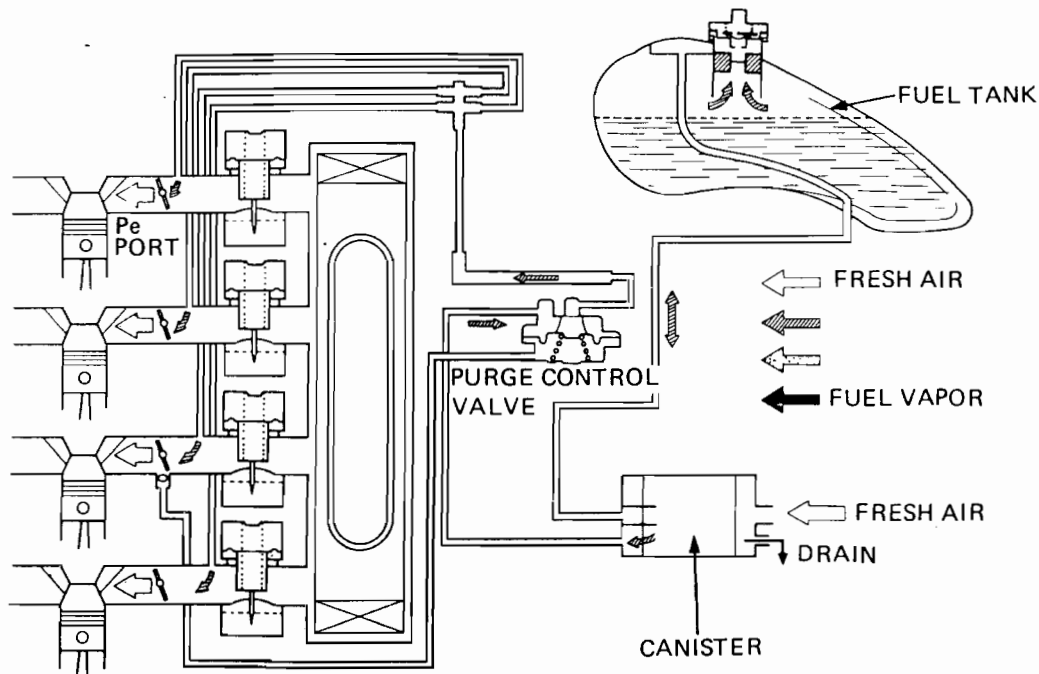 FUEL TANK
Pe
PORT
FRESH AIR
PURGE CONTROL
VALVE
FUEL VAPOR
FRESH AIR
DRAIN
CANISTER